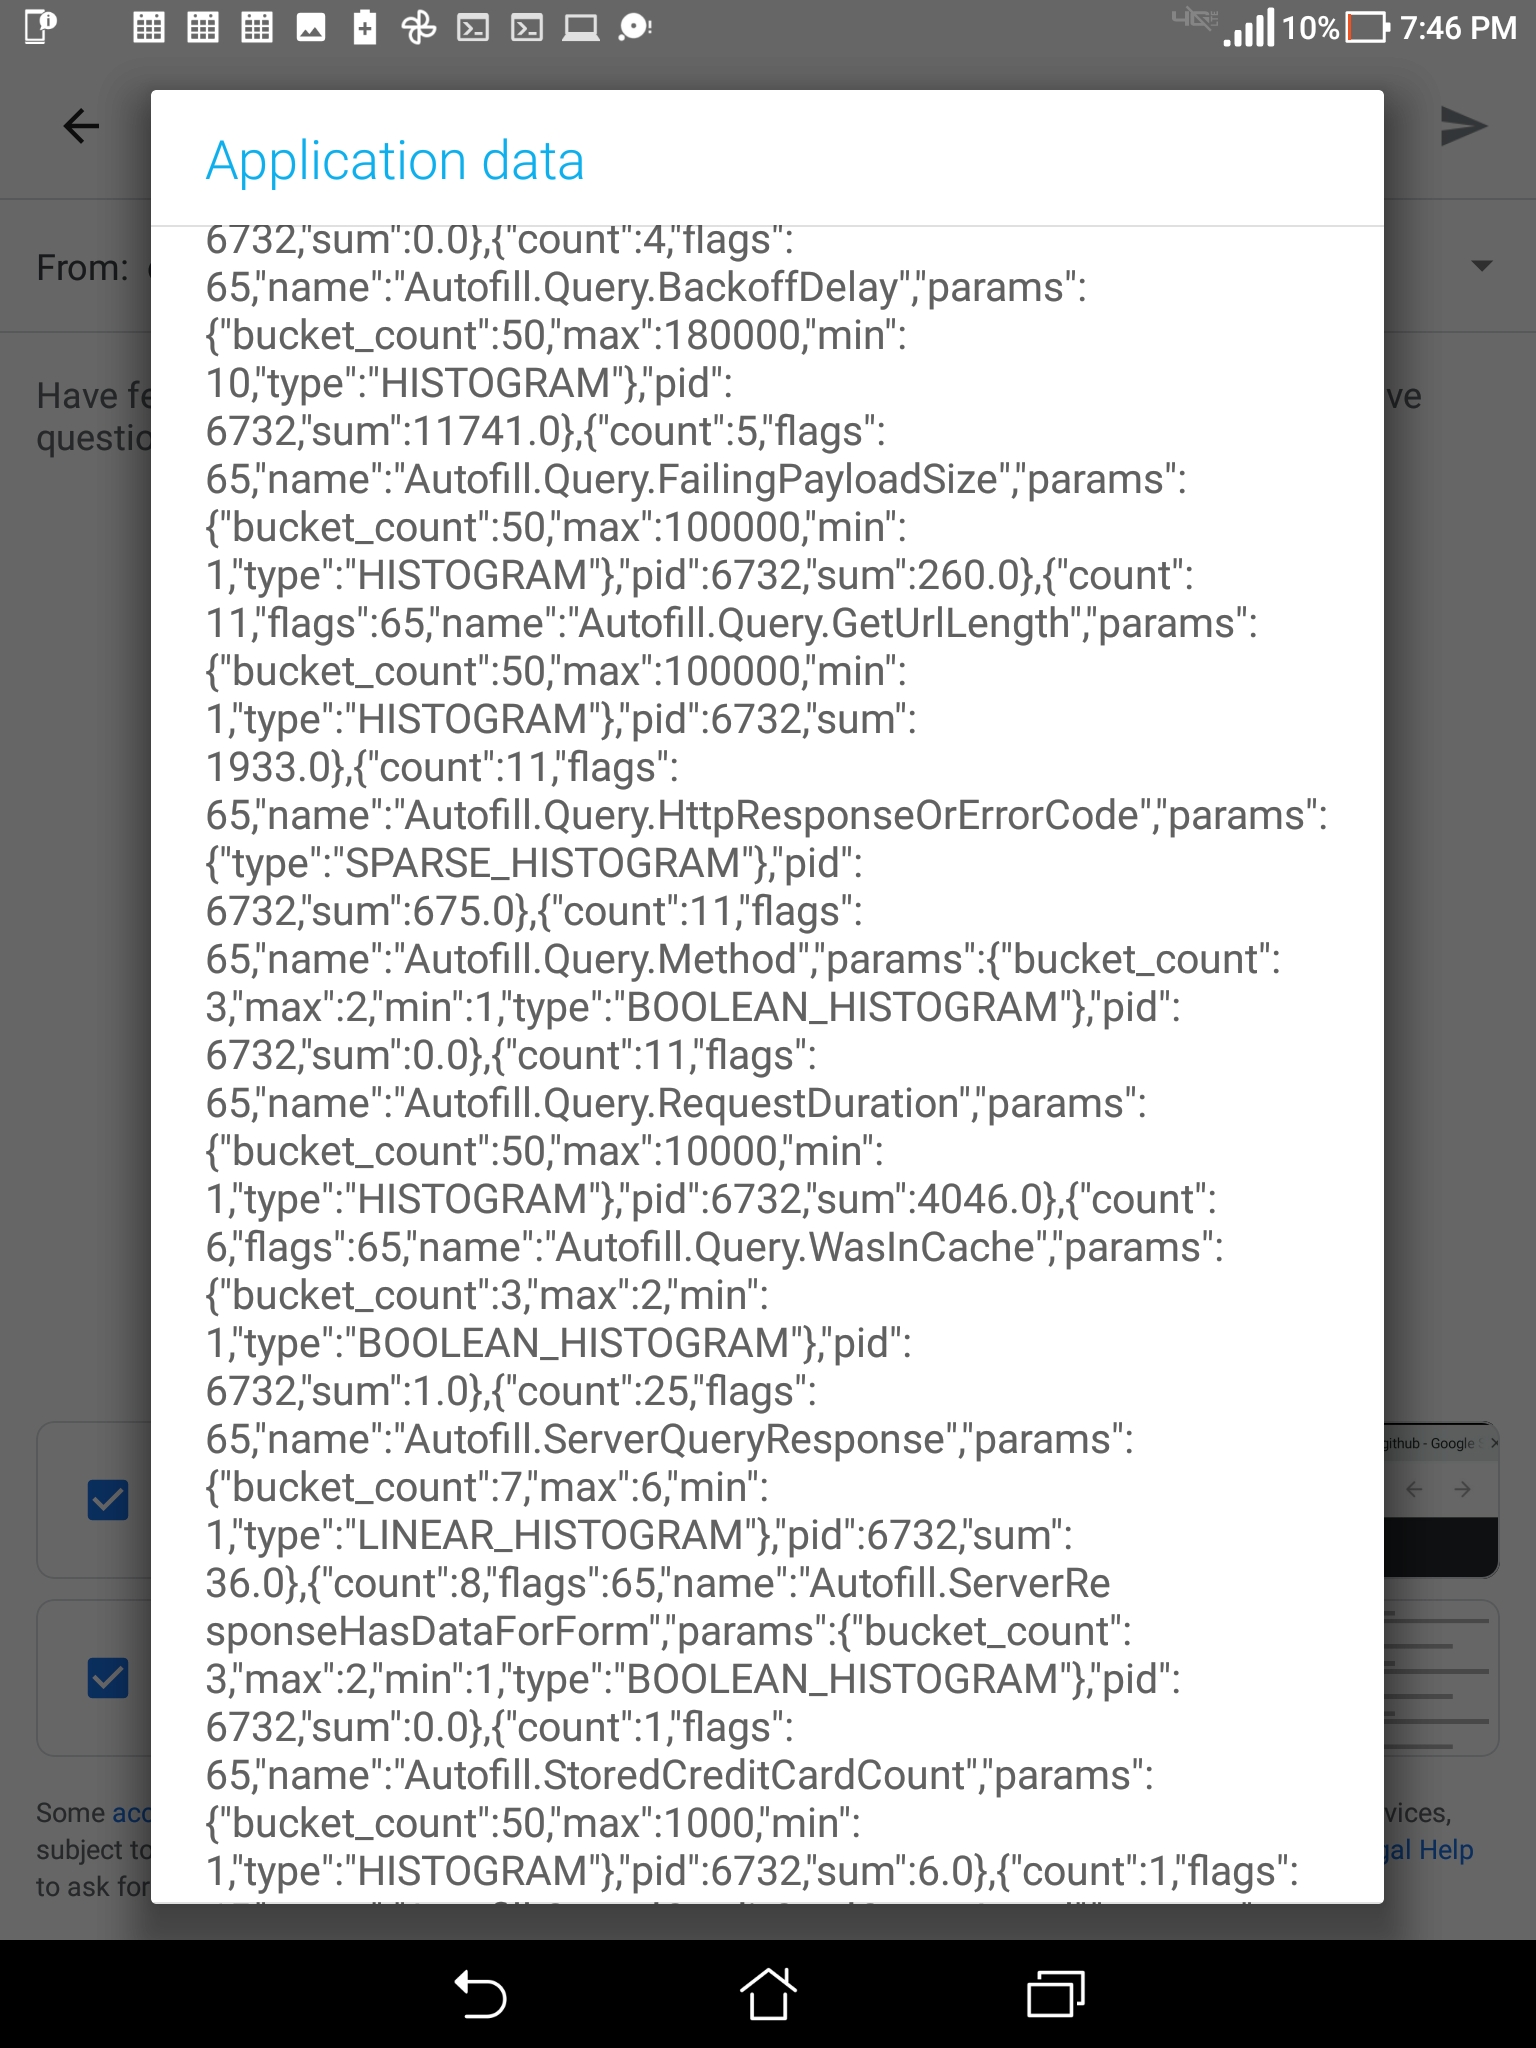 10% 7:46 PM
Application data
6732,"sum":0.0},{"count":4,"flags":
65,"name":"Autofill.Query.BackoffDelay","params":
{"bucket_count":50,"max":180000,"min":
10,"type":"HISTOGRAM"},"pid":
6732,"sum":11741.0},{"count":5,"flags":
65,"name":"Autofill.Query.FailingPayloadSize","params":
{"bucket_count":50,"max":100000,"min":
1,"type":"HISTOGRAM"},"pid":6732,"sum":260.0},{"count":
11,"flags":65,"name":"Autofill.Query.GetUrlLength","params":
{"bucket_count":50,"max":100000,"min":
1,"type":"HISTOGRAM"},"pid":6732,"sum":
1933.0},{"count":11,"flags":
65,"name":"Autofill.Query.HttpResponseOrErrorCode","params":
{"type":"SPARSE_HISTOGRAM"},"pid":
6732,"sum":675.0},{"count":11,"flags":
65,"name":"Autofill.Query.Method","params":{"bucket_count":
3,"max":2,"min":1,"type":"BOOLEAN_HISTOGRAM"},"pid":
6732,"sum":0.0},{"count":11,"flags":
65,"name":"Autofill.Query.RequestDuration","params":
{"bucket_count":50,"max":10000,"min":
1,"type":"HISTOGRAM"},"pid":6732,"sum":4046.0},{"count":
6,"flags":65,"name":"Autofill.Query.WasInCache","params":
{"bucket_count":3,"max":2,"min":
1,"type":"BOOLEAN_HISTOGRAM"},"pid":
6732,"sum":1.0},{"count":25,"flags":
65,"name":"Autofill.ServerQueryResponse","params":
{"bucket_count":7,"max":6,"min":
1,"type":"LINEAR_HISTOGRAM"},"pid":6732,"sum":
36.0},{"count":8,"flags":65,"name":"Autofill.ServerRe
sponseHasDataForForm","params":{"bucket_count":
3,"max":2,"min":1,"type":"BOOLEAN_HISTOGRAM"},"pid":
6732,"sum":0.0},{"count":1,"flags":
65,"name":"Autofill.StoredCreditCardCount","params":
{"bucket_count":50,"max":1000,"min":
1,"type":"HISTOGRAM"},"pid":6732,"sum":6.0},{"count":1,"flags":
From:
Have
github - Google
Some
subject
to ask for
gal Help